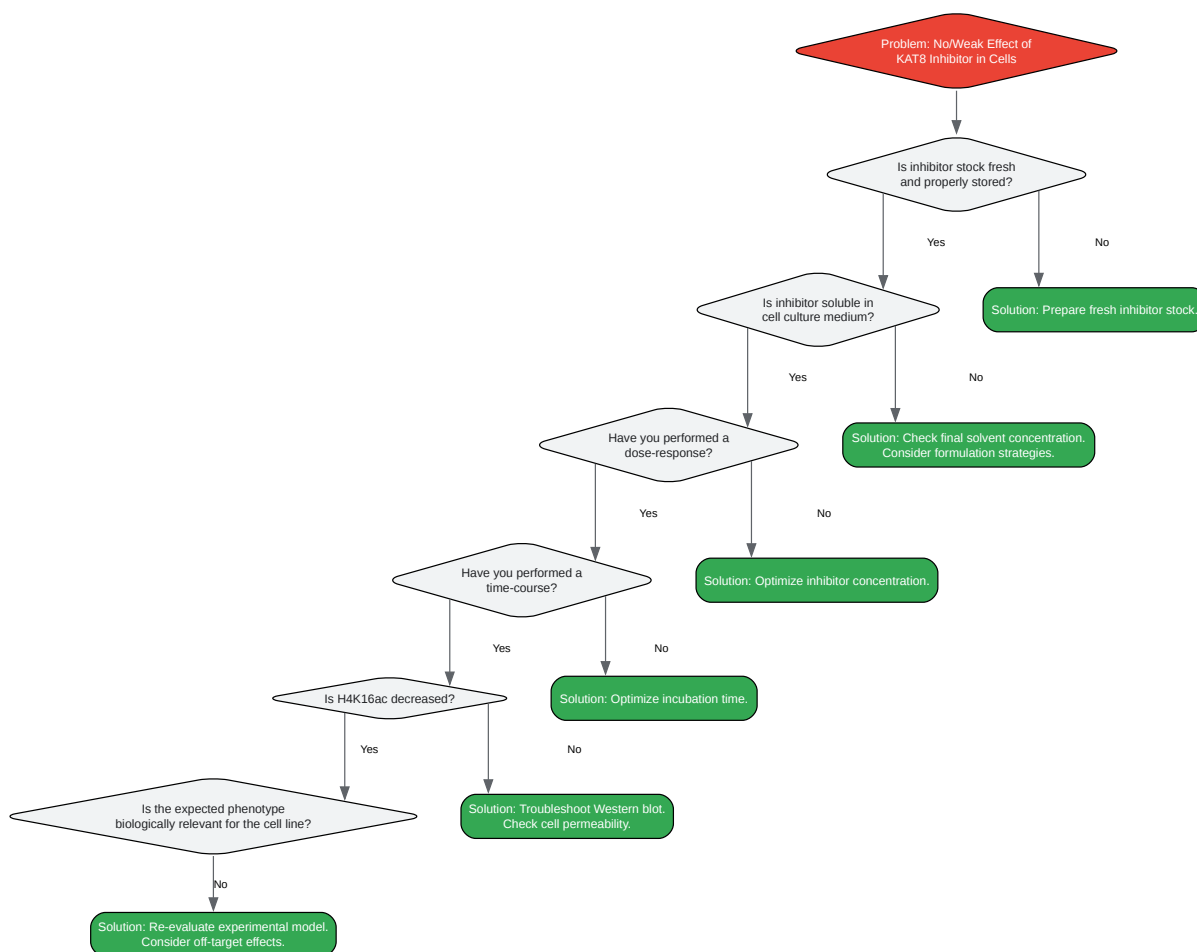 Problem: No/Weak Effect of
KAT8 Inhibitor in Cells
Is inhibitor stock fresh
and properly stored?
Yes
No
Is inhibitor soluble in
cell culture medium?
Solution: Prepare fresh inhibitor stock.
Yes
No
Have you performed a
dose-response?
Solution: Check final solvent concentration.
Consider formulation strategies.
Yes
No
Have you performed a
time-course?
Solution: Optimize inhibitor concentration.
Yes
No
Is H4K16ac decreased?
Solution: Optimize incubation time.
Yes
No
Is the expected phenotype
biologically relevant for the cell line?
Solution: Troubleshoot Western blot.
Check cell permeability.
No
Solution: Re-evaluate experimental model.
Consider off-target effects.